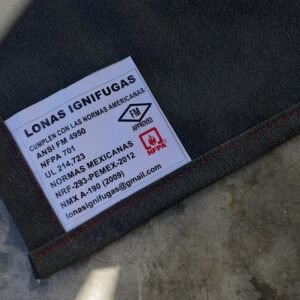 LONAS IGNIFUGAS
CUMPLEN CON LAS NORMAS AMERICANAS
ANSI FM 4950
NFPA 701
UL 214,723
NORMAS MEXICANAS
NRF-293-PEMEX-2012
NMX A-190 (2009)
lonasignifugas@gmail.com
FM
APPROVED
NFPA